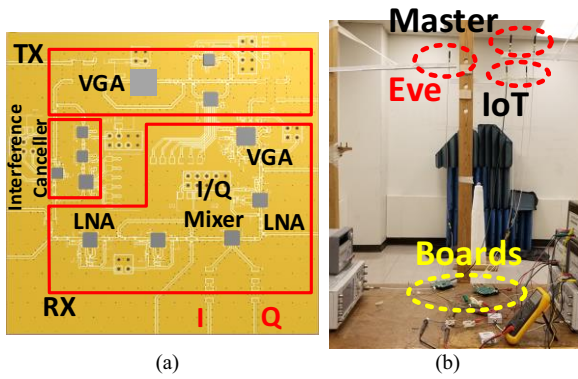 TX
VGA
Interference
Canceller
VGA
I/Q
Mixer
LNA
LNA
RX
I
Q
(a)
Master
Eve
IoT
Boards
(b)